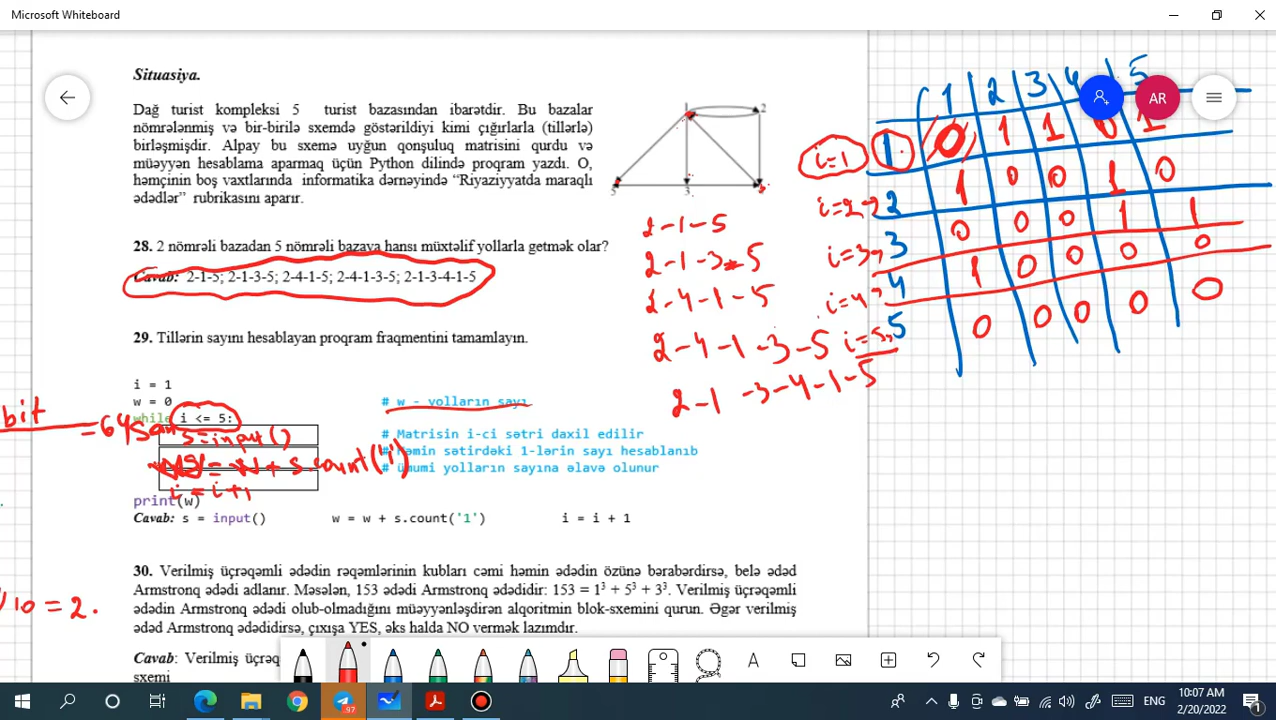 Microsoft Whiteboard
Situasiya.
Dağ turist kompleksi 5 turist bazasından ibarətdir. Bu bazalar
nömrələnmiş və bir-birilə sxemdə göstərildiyi kimi çığırlarla (tillərlə)
birləşmişdir. Alpay bu sxemə uyğun qonşuluq matrisini qurdu və
müəyyən hesablama aparmaq üçün Python dilində proqram yazdı. O,
həmçinin boş vaxtlarında informatika dərnəyində “Riyaziyyatda maraqlı
ədədlər” rubrikasını aparır.
1 2
5 3
28. 2 nömrəli bazadan 5 nömrəli bazaya hansı müxtəlif yollarla getmək olar?
Cavab: 2-1-5; 2-1-3-5; 2-4-1-5; 2-4-1-3-5; 2-1-3-4-1-5
2-1-5
2-1-3-5
2-4-1-5
2-4-1-3-5
2-1-3-4-1-5
AR
1 2 3 4 5
i=1 1 0 1 1 0 1
i=2 2 1 0 0 1 0
i=3 3 0 0 0 1 1
i=4 4 1 0 0 0 0
i=5 5 0 0 0 0 0
29. Tillərin sayını hesablayan proqram fraqmentini tamamlayın.
i = 1
w = 0 # w - yolların sayı
while i <= 5:
bit
s=input() # Matrisin i-ci sətri daxil edilir
+ s.count(1) # Həmin sətirdəki 1-lərin sayı hesablanıb
i = i+1 # ümumi yolların sayına əlavə olunur
print(w)
Cavab: s = input() w = w + s.count('1') i = i + 1
30. Verilmiş üçrəqəmli ədədin rəqəmlərinin kubları cəmi həmin ədədin özünə bərabərdirsə, belə ədəd
Armstronq ədədi adlanır. Məsələn, 153 ədədi Armstronq ədədidir: 153 = 1³ + 5³ + 3³. Verilmiş üçrəqəmli
ədədin Armstronq ədədi olub-olmadığını müəyyənləşdirən alqoritmin blok-sxemini qurun. Əgər verilmiş
ədəd Armstronq ədədidirsə, çıxışa YES, əks halda NO vermək lazımdır.
/10 = 2.
Cavab: Verilmiş üçrəq
sxemi
97
ENG
10:07 AM
2/20/2022
1